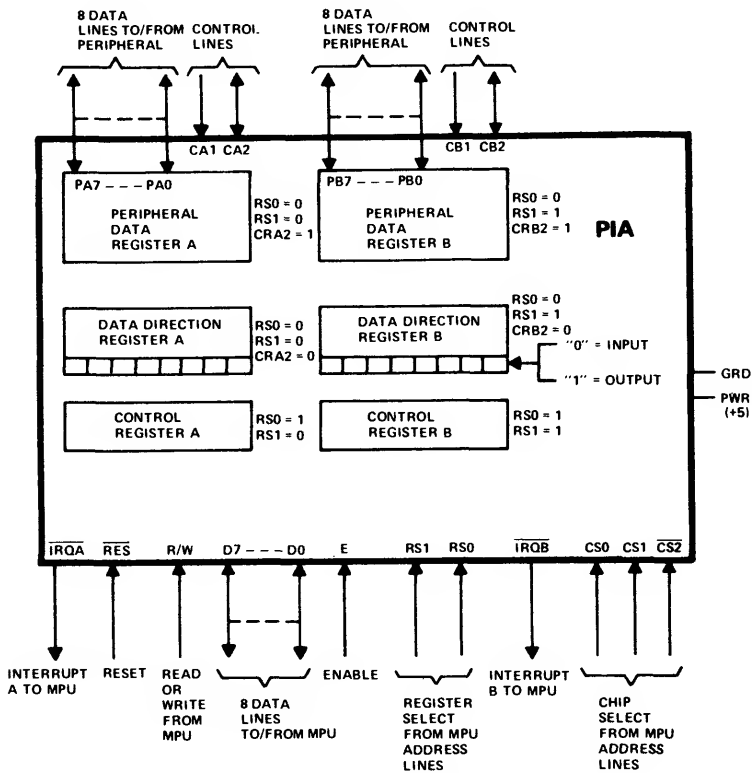 8 DATA
LINES TO/FROM
PERIPHERAL
CONTROL
LINES
8 DATA
LINES TO/FROM
PERIPHERAL
CONTROL
LINES
CA1 CA2
CB1 CB2
PA7 - - - PA0
PERIPHERAL
DATA
REGISTER A
RS0 = 0
RS1 = 0
CRA2 = 1
PB7 - - - PB0
PERIPHERAL
DATA
REGISTER B
RS0 = 0
RS1 = 1
CRB2 = 1
PIA
DATA DIRECTION
REGISTER A
RS0 = 0
RS1 = 0
CRA2 = 0
DATA DIRECTION
REGISTER B
RS0 = 0
RS1 = 1
CRB2 = 0
"0" = INPUT
"1" = OUTPUT
GRD
PWR
(+5)
CONTROL
REGISTER A
RS0 = 1
RS1 = 0
CONTROL
REGISTER B
RS0 = 1
RS1 = 1
IRQA RES R/W D7 - - - D0 E RS1 RS0 IRQB CS0 CS1 CS2
INTERRUPT
A TO MPU
RESET
READ
OR
WRITE
FROM
MPU
8 DATA
LINES
TO/FROM MPU
ENABLE
REGISTER
SELECT
FROM MPU
ADDRESS
LINES
INTERRUPT
B TO MPU
CHIP
SELECT
FROM MPU
ADDRESS
LINES